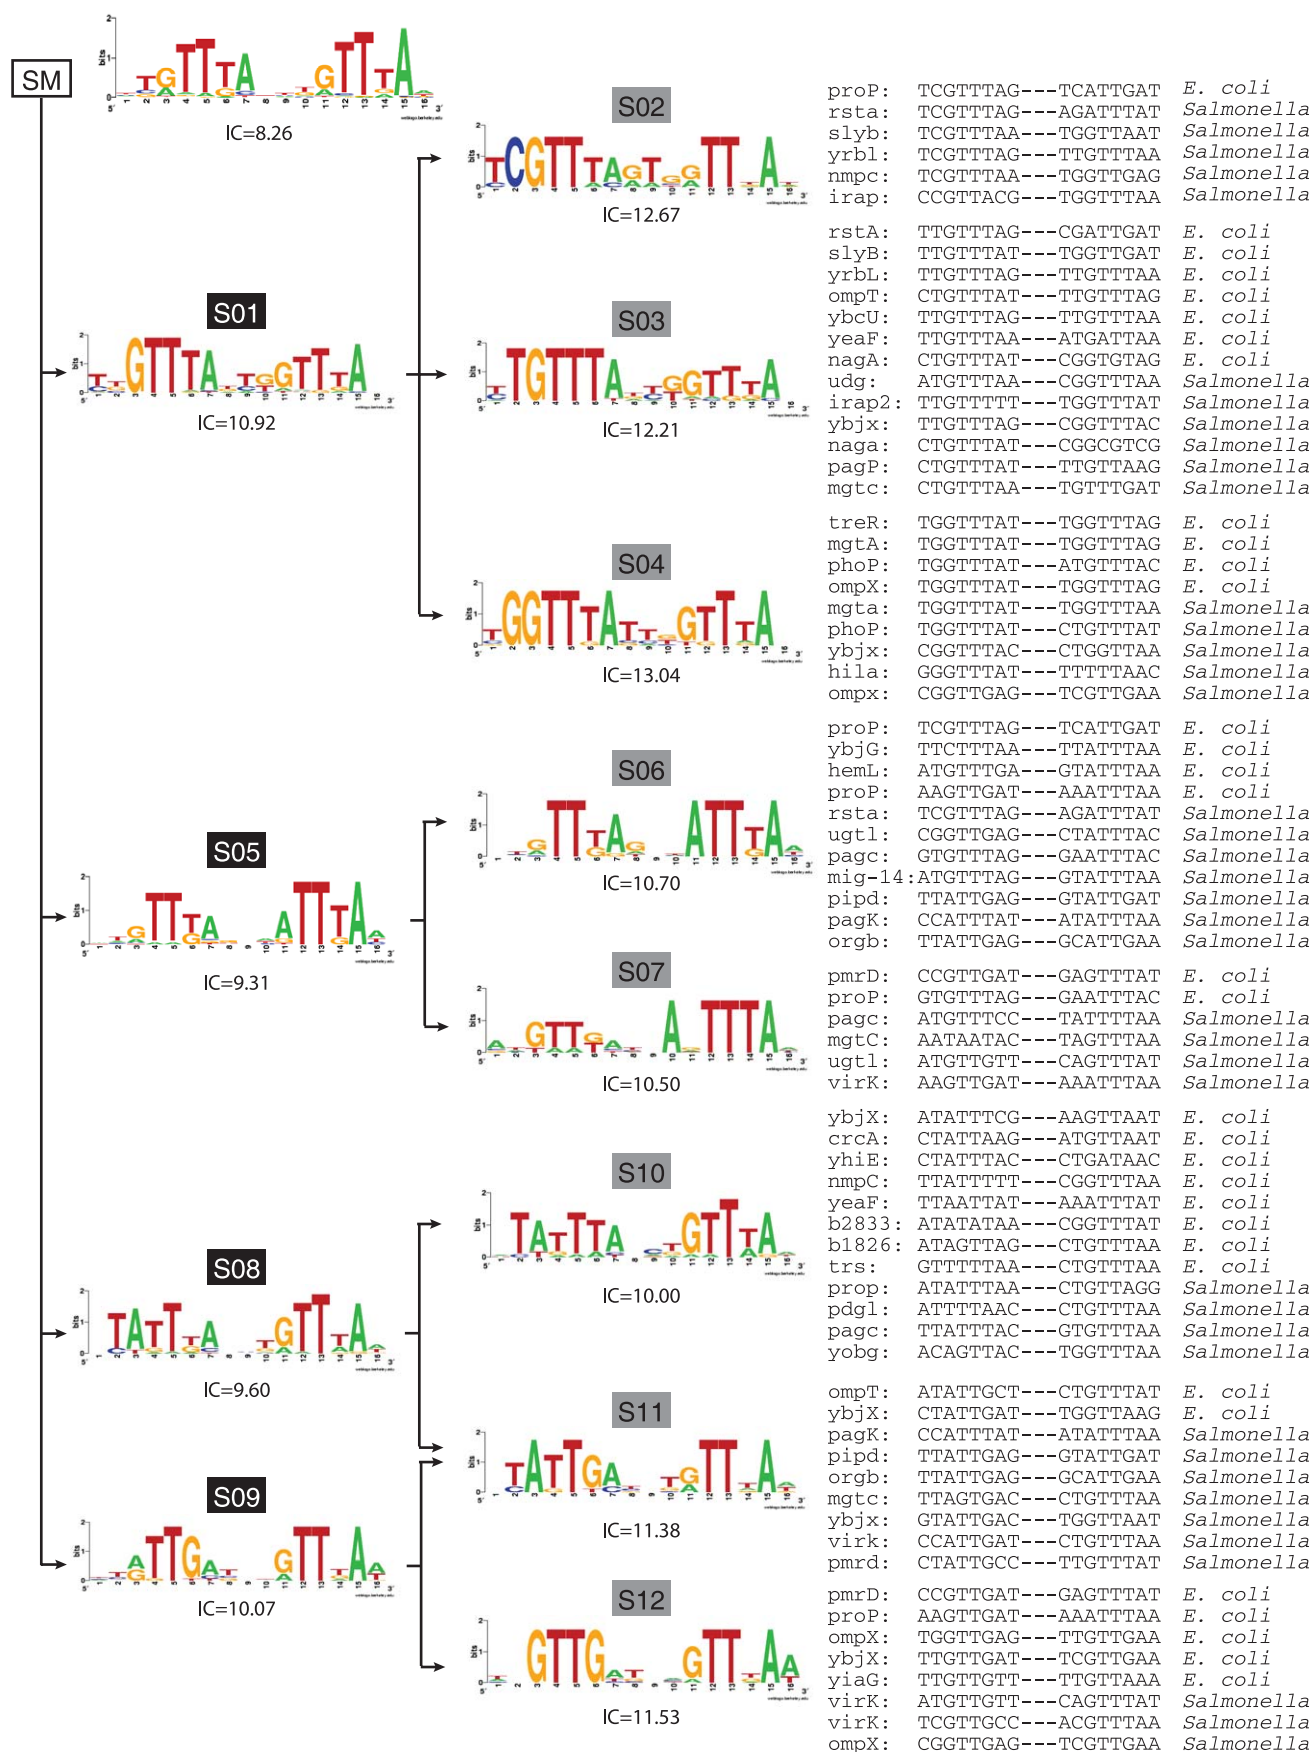 SM
IC=8.26
S01
IC=10.92
S05
IC=9.31
S08
IC=9.60
S09
IC=10.07
S02
IC=12.67
S03
IC=12.21
S04
IC=13.04
S06
IC=10.70
S07
IC=10.50
S10
IC=10.00
S11
IC=11.38
S12
IC=11.53
proP: TCGTTTAG---TCATTGAT E. coli
rsta: TCGTTTAG---AGATTTAT Salmonella
slyb: TCGTTTAA---TGGTTAAT Salmonella
yrbl: TCGTTTAG---TTGTTTAA Salmonella
nmpc: TCGTTTAA---TGGTTGAG Salmonella
irap: CCGTTACG---TGGTTTAA Salmonella
rstA: TTGTTTAG---CGATTGAT E. coli
slyB: TTGTTTAT---TGGTTGAT E. coli
yrbL: TTGTTTAG---TTGTTTAA E. coli
ompT: CTGTTTAT---TTGTTTAG E. coli
ybcU: TTGTTTAG---TTGTTTAA E. coli
yeaF: TTGTTTAA---ATGATTAA E. coli
nagA: CTGTTTAT---CGGTGTAG E. coli
udg: ATGTTTAA---CGGTTTAA Salmonella
irap2: TTGTTTTT---TGGTTTAT Salmonella
ybjx: TTGTTTAG---CGGTTTAC Salmonella
naga: CTGTTTAT---CGGCGTCG Salmonella
pagP: CTGTTTAT---TTGTTAAG Salmonella
mgtc: CTGTTTAA---TGTTTGAT Salmonella
treR: TGGTTTAT---TGGTTTAG E. coli
mgtA: TGGTTTAT---TGGTTTAG E. coli
phoP: TGGTTTAT---ATGTTTAC E. coli
ompX: TGGTTTAT---TGGTTTAG E. coli
mgta: TGGTTTAT---TGGTTTAA Salmonella
phoP: TGGTTTAT---CTGTTTAT Salmonella
ybjx: CGGTTTAC---CTGGTTAA Salmonella
hila: GGGTTTAT---TTTTTAAC Salmonella
ompx: CGGTTGAG---TCGTTGAA Salmonella
proP: TCGTTTAG---TCATTGAT E. coli
ybjG: TTCTTTAA---TTATTTAA E. coli
hemL: ATGTTTGA---GTATTTAA E. coli
proP: AAGTTGAT---AAATTTAA E. coli
rsta: TCGTTTAG---AGATTTAT Salmonella
ugtl: CGGTTGAG---CTATTTAC Salmonella
pagc: GTGTTTAG---GAATTTAC Salmonella
mig-14: ATGTTTAG---GTATTTAA Salmonella
pipd: TTATTGAG---GTATTGAT Salmonella
pagK: CCATTTAT---ATATTTAA Salmonella
orgb: TTATTGAG---GCATTGAA Salmonella
pmrD: CCGTTGAT---GAGTTTAT E. coli
proP: GTGTTTAG---GAATTTAC E. coli
pagc: ATGTTTCC---TATTTTAA Salmonella
mgtC: AATAATAC---TAGTTTAA Salmonella
ugtl: ATGTTGTT---CAGTTTAT Salmonella
virK: AAGTTGAT---AAATTTAA Salmonella
ybjX: ATATTTCG---AAGTTAAT E. coli
crcA: CTATTAAG---ATGTTAAT E. coli
yhiE: CTATTTAC---CTGATAAC E. coli
nmpC: TTATTTTT---CGGTTTAA E. coli
yeaF: TTAATTAT---AAATTTAT E. coli
b2833: ATATATAA---CGGTTTAT E. coli
b1826: ATAGTTAG---CTGTTTAA E. coli
trs: GTTTTTAA---CTGTTTAA E. coli
prop: ATATTTAA---CTGTTAGG Salmonella
pdgl: ATTTTAAC---CTGTTTAA Salmonella
pagc: TTATTTAC---GTGTTTAA Salmonella
yobg: ACAGTTAC---TGGTTTAA Salmonella
ompT: ATATTGCT---CTGTTTAT E. coli
ybjX: CTATTGAT---TGGTTAAG E. coli
pagK: CCATTTAT---ATATTTAA Salmonella
pipd: TTATTGAG---GTATTGAT Salmonella
orgb: TTATTGAG---GCATTGAA Salmonella
mgtc: TTAGTGAC---CTGTTTAA Salmonella
ybjx: GTATTGAC---TGGTTAAT Salmonella
virk: CCATTGAT---CTGTTTAA Salmonella
pmrd: CTATTGCC---TTGTTTAT Salmonella
pmrD: CCGTTGAT---GAGTTTAT E. coli
proP: AAGTTGAT---AAATTTAA E. coli
ompX: TGGTTGAG---TTGTTGAA E. coli
ybjX: TTGTTGAT---TCGTTGAA E. coli
yiaG: TTGTTGTT---TTGTTAAA E. coli
virK: ATGTTGTT---CAGTTTAT Salmonella
virK: TCGTTGCC---ACGTTTAA Salmonella
ompX: CGGTTGAG---TCGTTGAA Salmonella